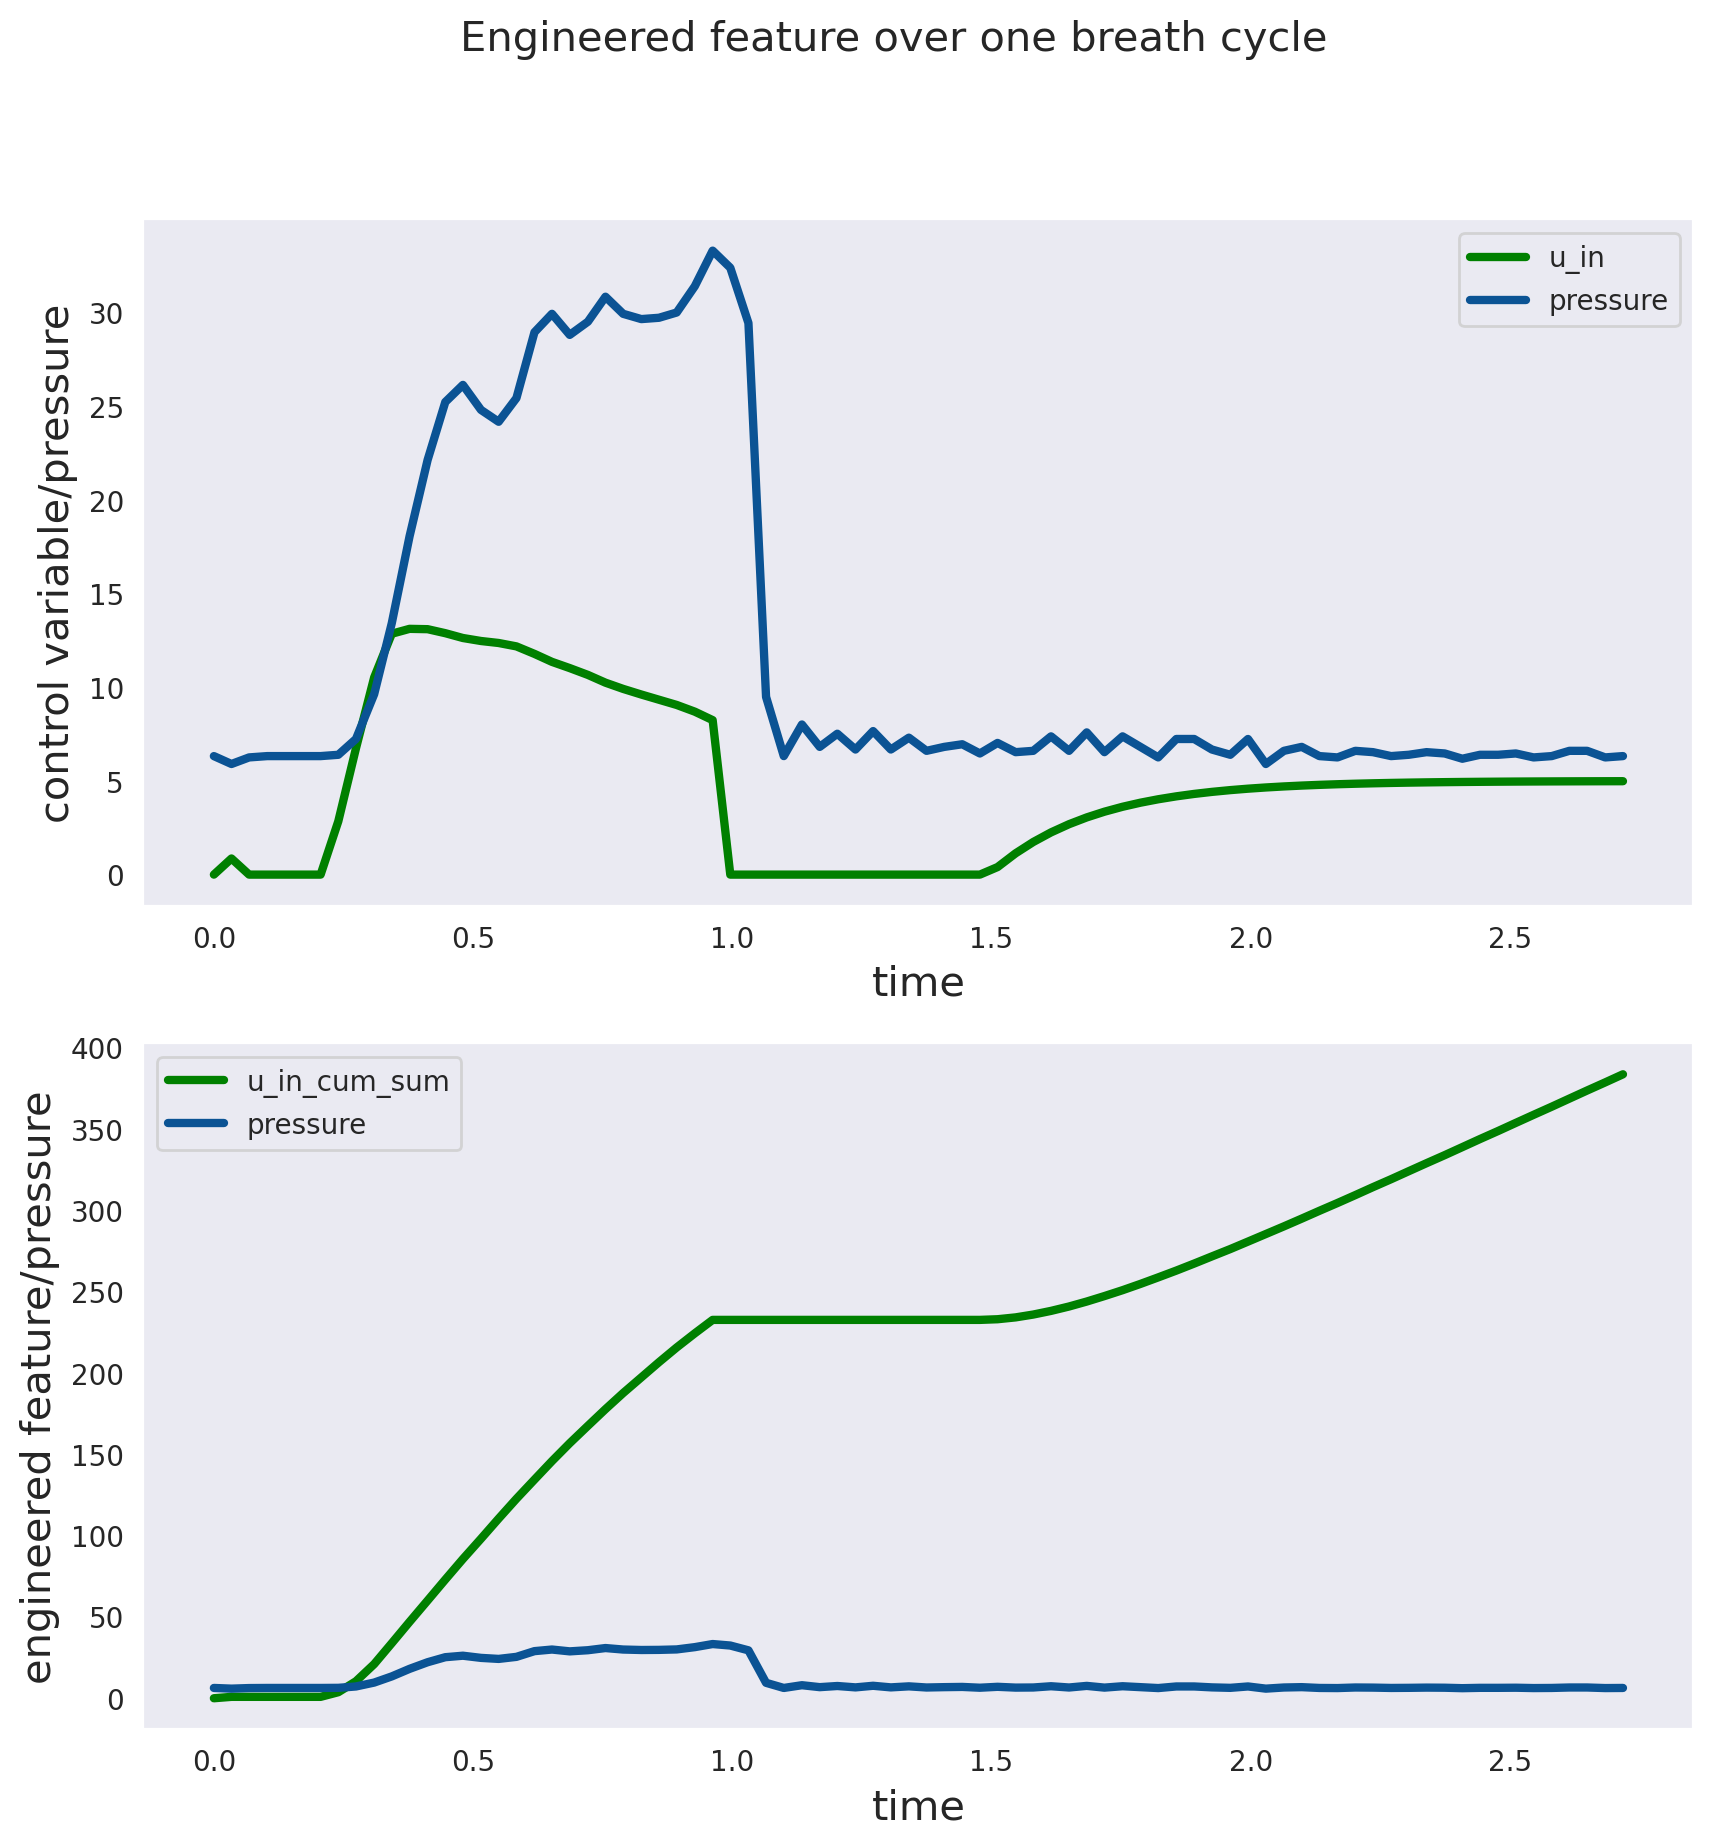 Engineered feature over one breath cycle
control variable/pressure
30
25
20
15
10
5
0
u_in
pressure
0.0 0.5 1.0 1.5 2.0 2.5
time
engineered feature/pressure
400
350
300
250
200
150
100
50
0
u_in_cum_sum
pressure
0.0 0.5 1.0 1.5 2.0 2.5
time